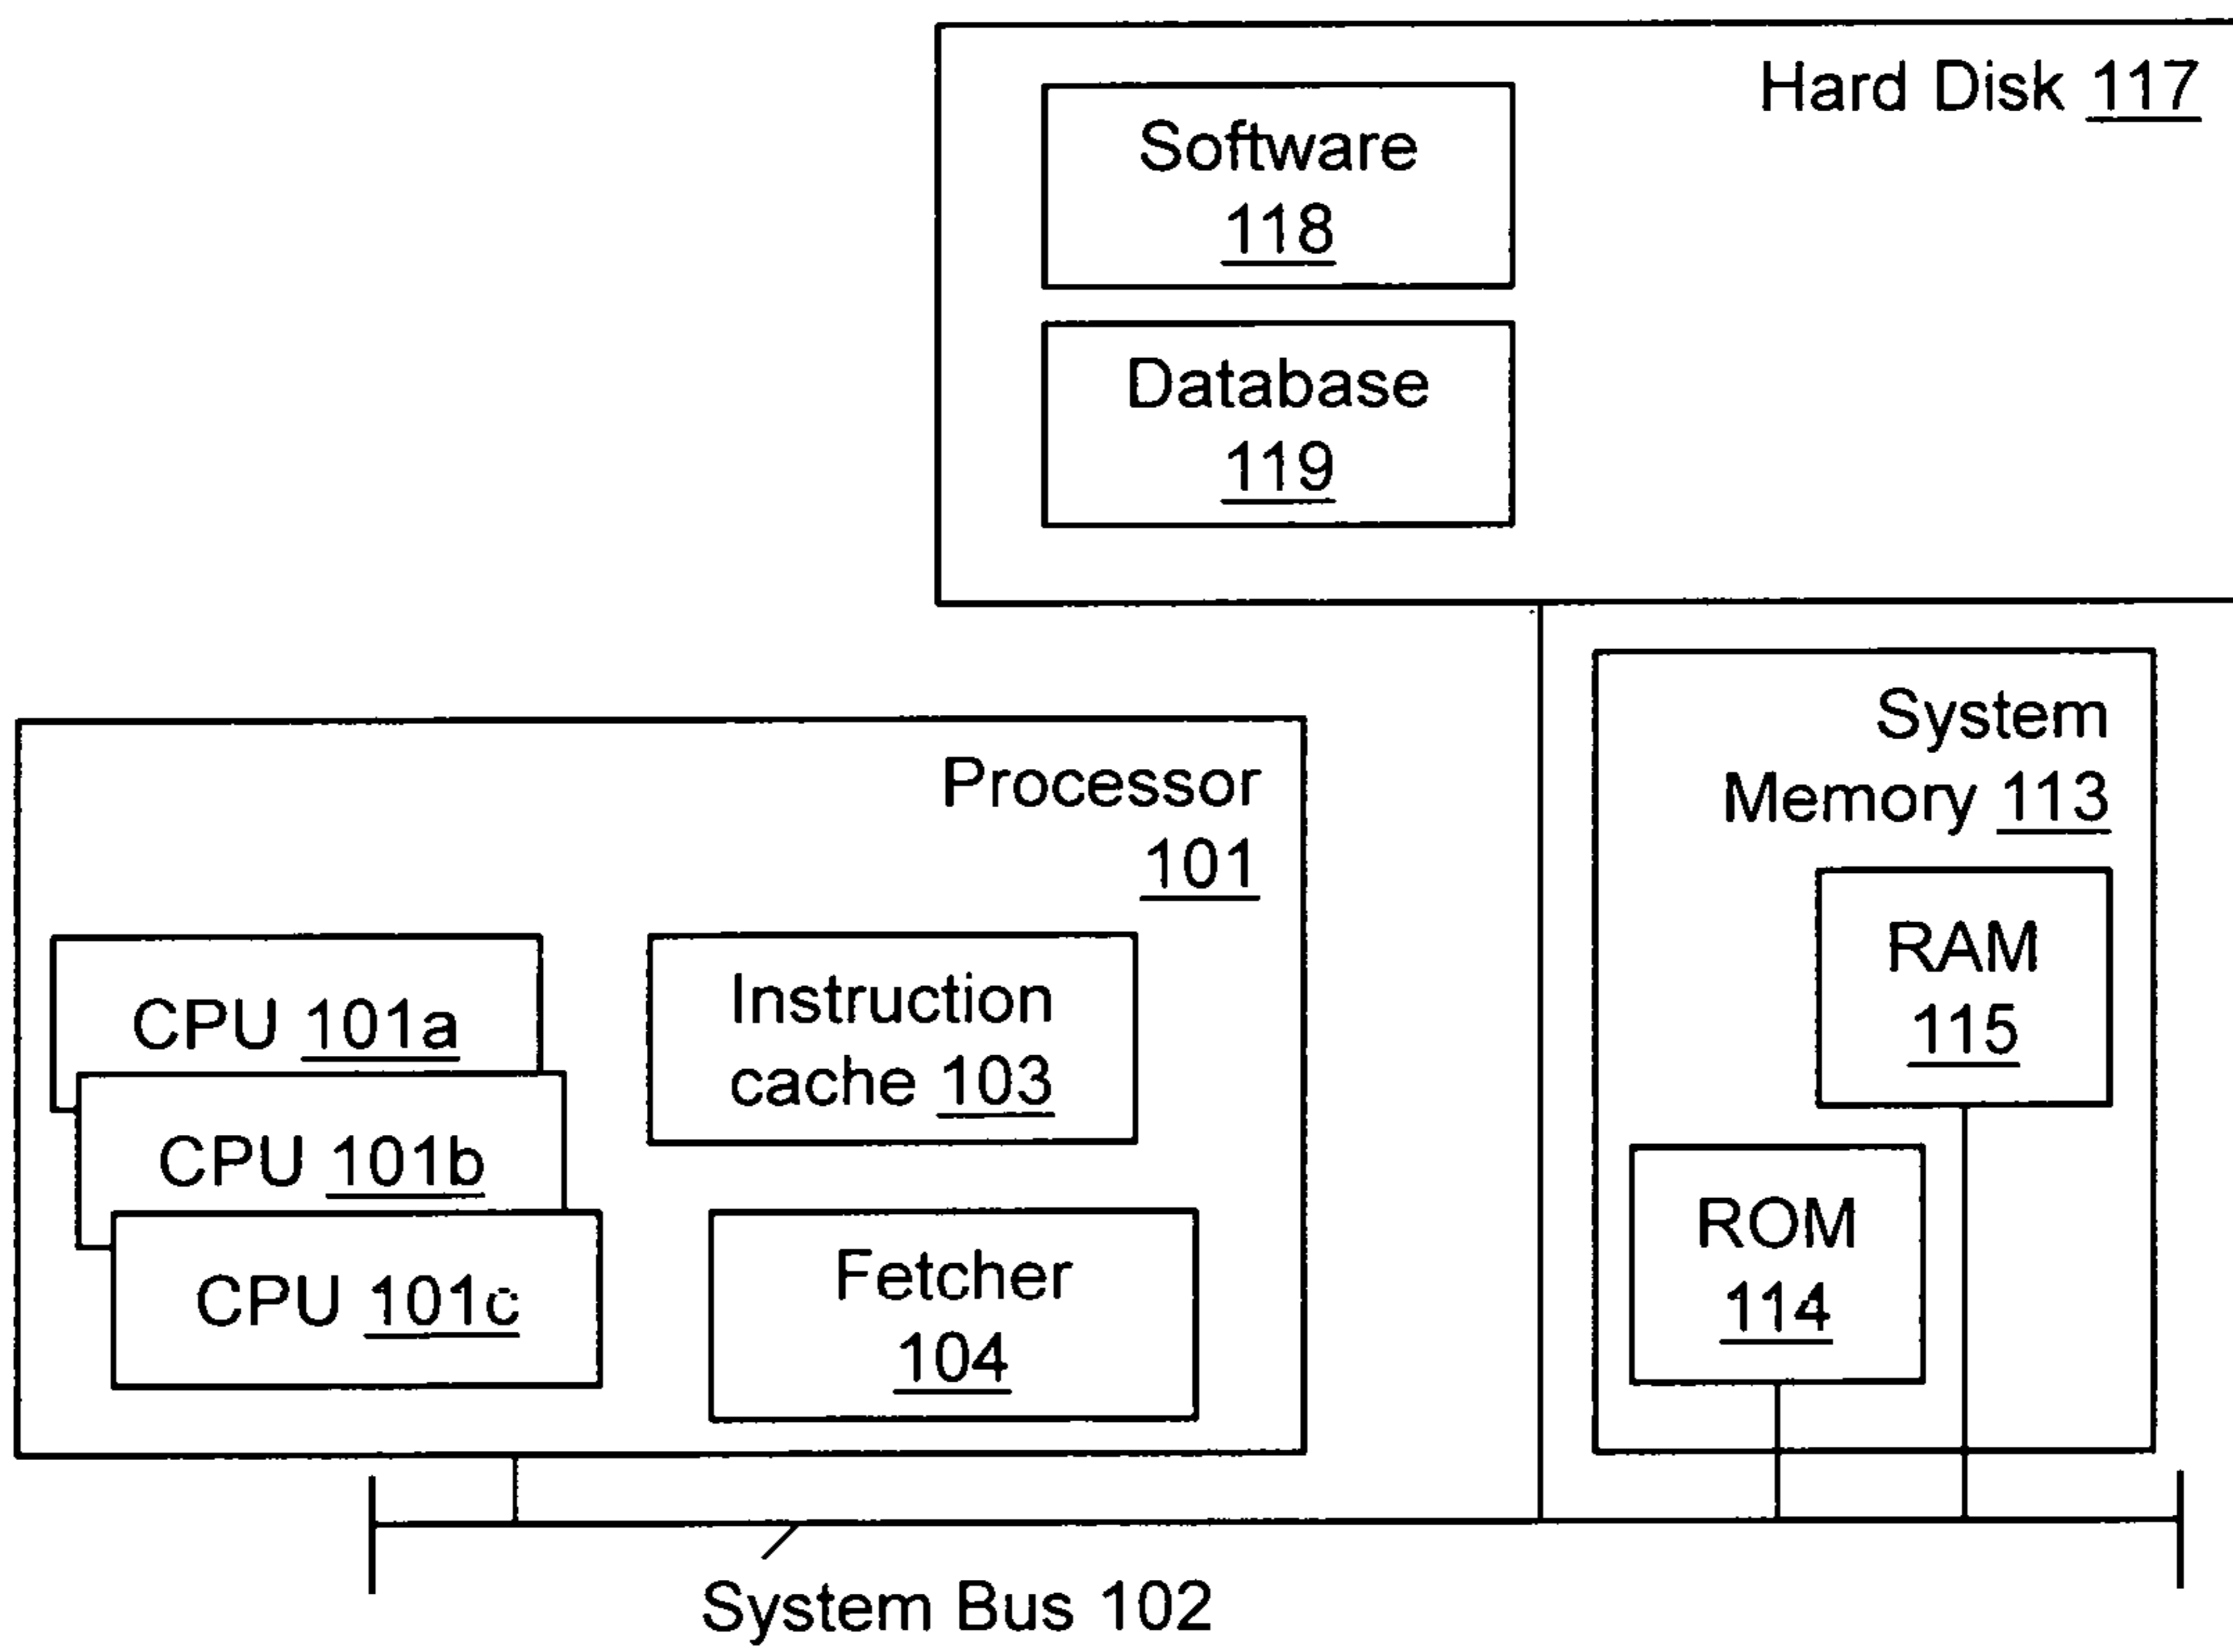 Hard Disk 117
Software
118
Database
119
System
Memory 113
Processor
101
RAM
115
CPU 101a
Instruction
cache 103
CPU 101b
ROM
114
CPU 101c
Fetcher
104
System Bus 102